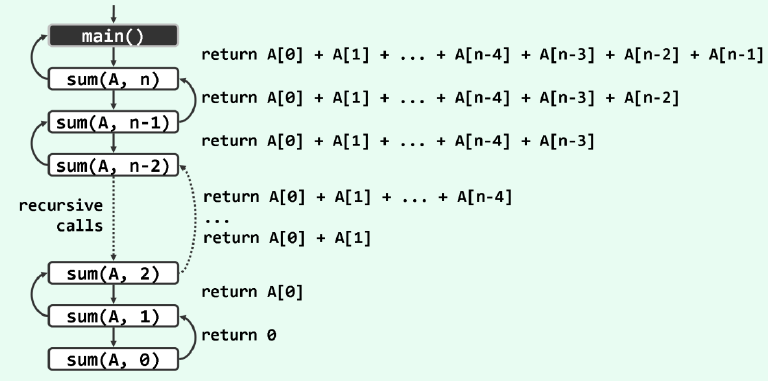 main()
return A[0] + A[1] + ... + A[n-4] + A[n-3] + A[n-2] + A[n-1]
sum(A, n)
return A[0] + A[1] + ... + A[n-4] + A[n-3] + A[n-2]
sum(A, n-1)
return A[0] + A[1] + ... + A[n-4] + A[n-3]
sum(A, n-2)
return A[0] + A[1] + ... + A[n-4]
recursive
calls
...
return A[0] + A[1]
sum(A, 2)
return A[0]
sum(A, 1)
return 0
sum(A, 0)